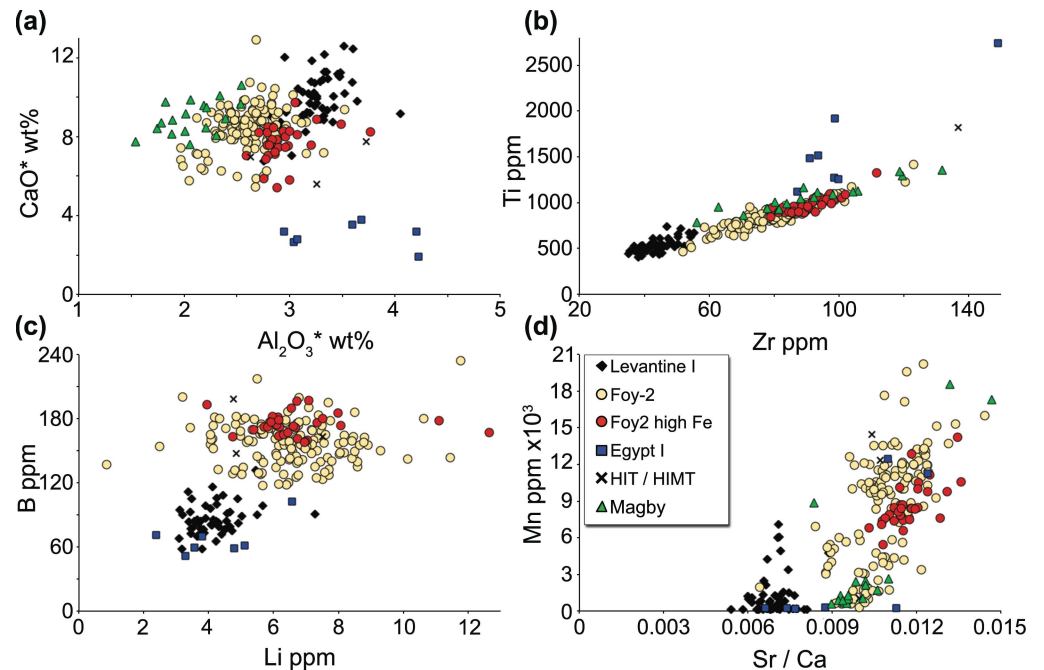 (a)
12
8
4
0
CaO* wt%
1
2
3
4
5
Al₂O₃* wt%
(b)
2500
2000
1500
1000
500
0
Ti ppm
20
60
100
140
Zr ppm
(c)
240
180
120
60
0
B ppm
0
2
4
6
8
10
12
Li ppm
(d)
21
18
15
12
9
6
3
0
Mn ppm x10³
0
0.003
0.006
0.009
0.012
0.015
Sr / Ca
Levantine I
Foy-2
Foy2 high Fe
Egypt I
HIT / HIMT
Magby